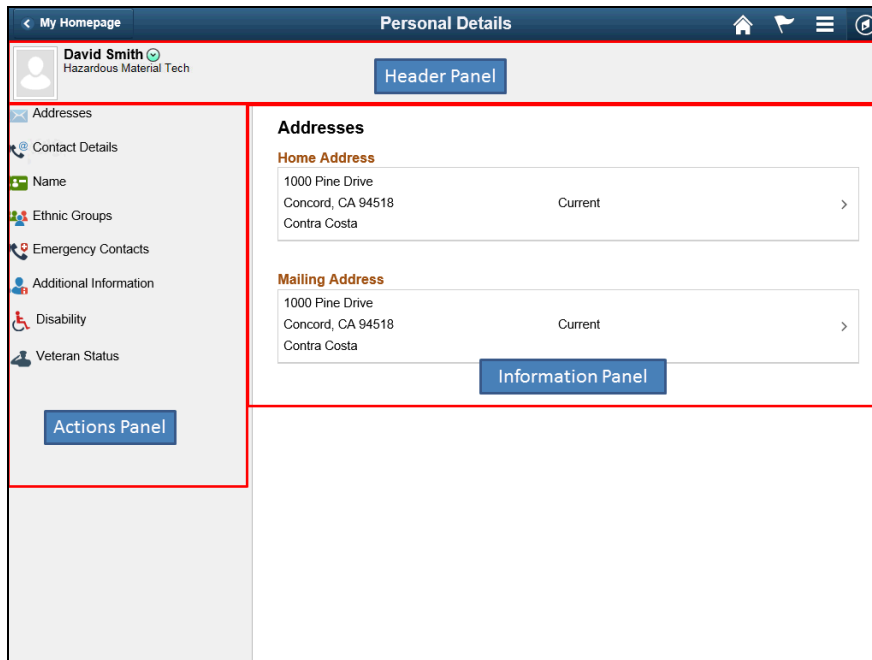 My Homepage
Personal Details
David Smith
Hazardous Material Tech
Header Panel
Addresses
Contact Details
Name
Ethnic Groups
Emergency Contacts
Additional Information
Disability
Veteran Status
Actions Panel
Addresses
Home Address
1000 Pine Drive
Concord, CA 94518 Current
Contra Costa
Mailing Address
1000 Pine Drive
Concord, CA 94518 Current
Contra Costa
Information Panel